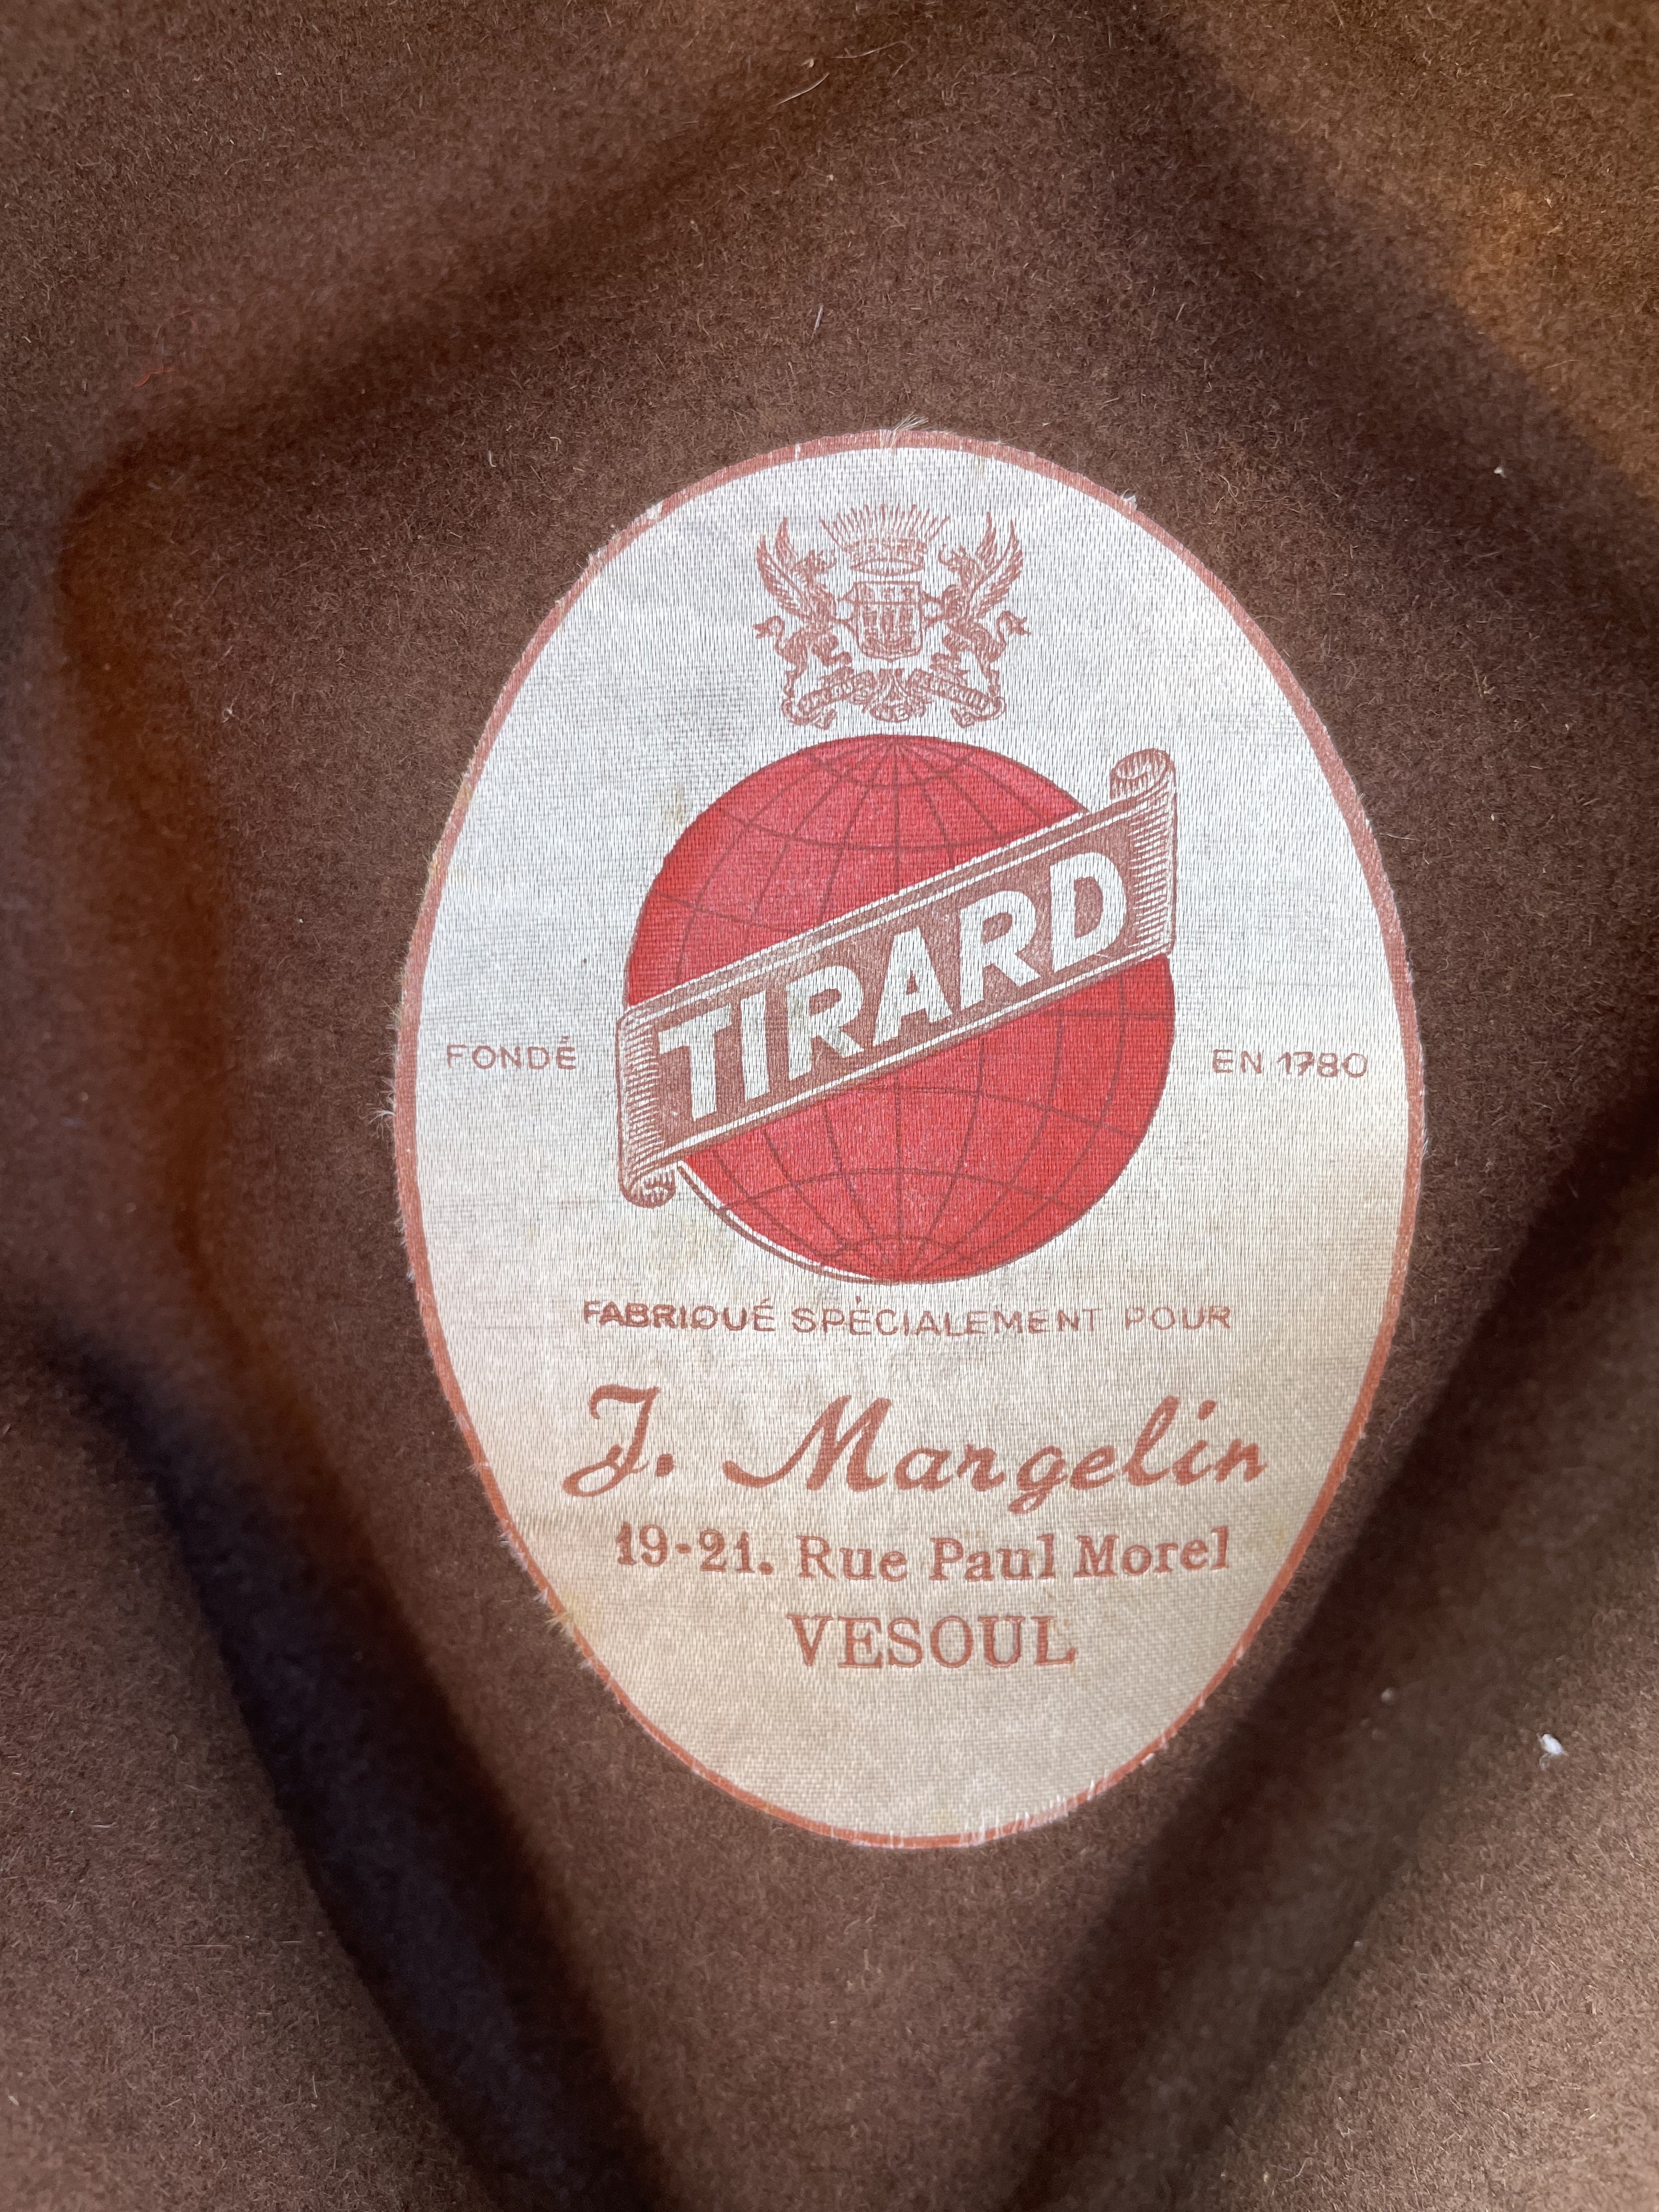 TIRARD
FONDÉ EN 1780
FABRIQUÉ SPÉCIALEMENT POUR
J. Margelin
19-21. Rue Paul Morel
VESOUL